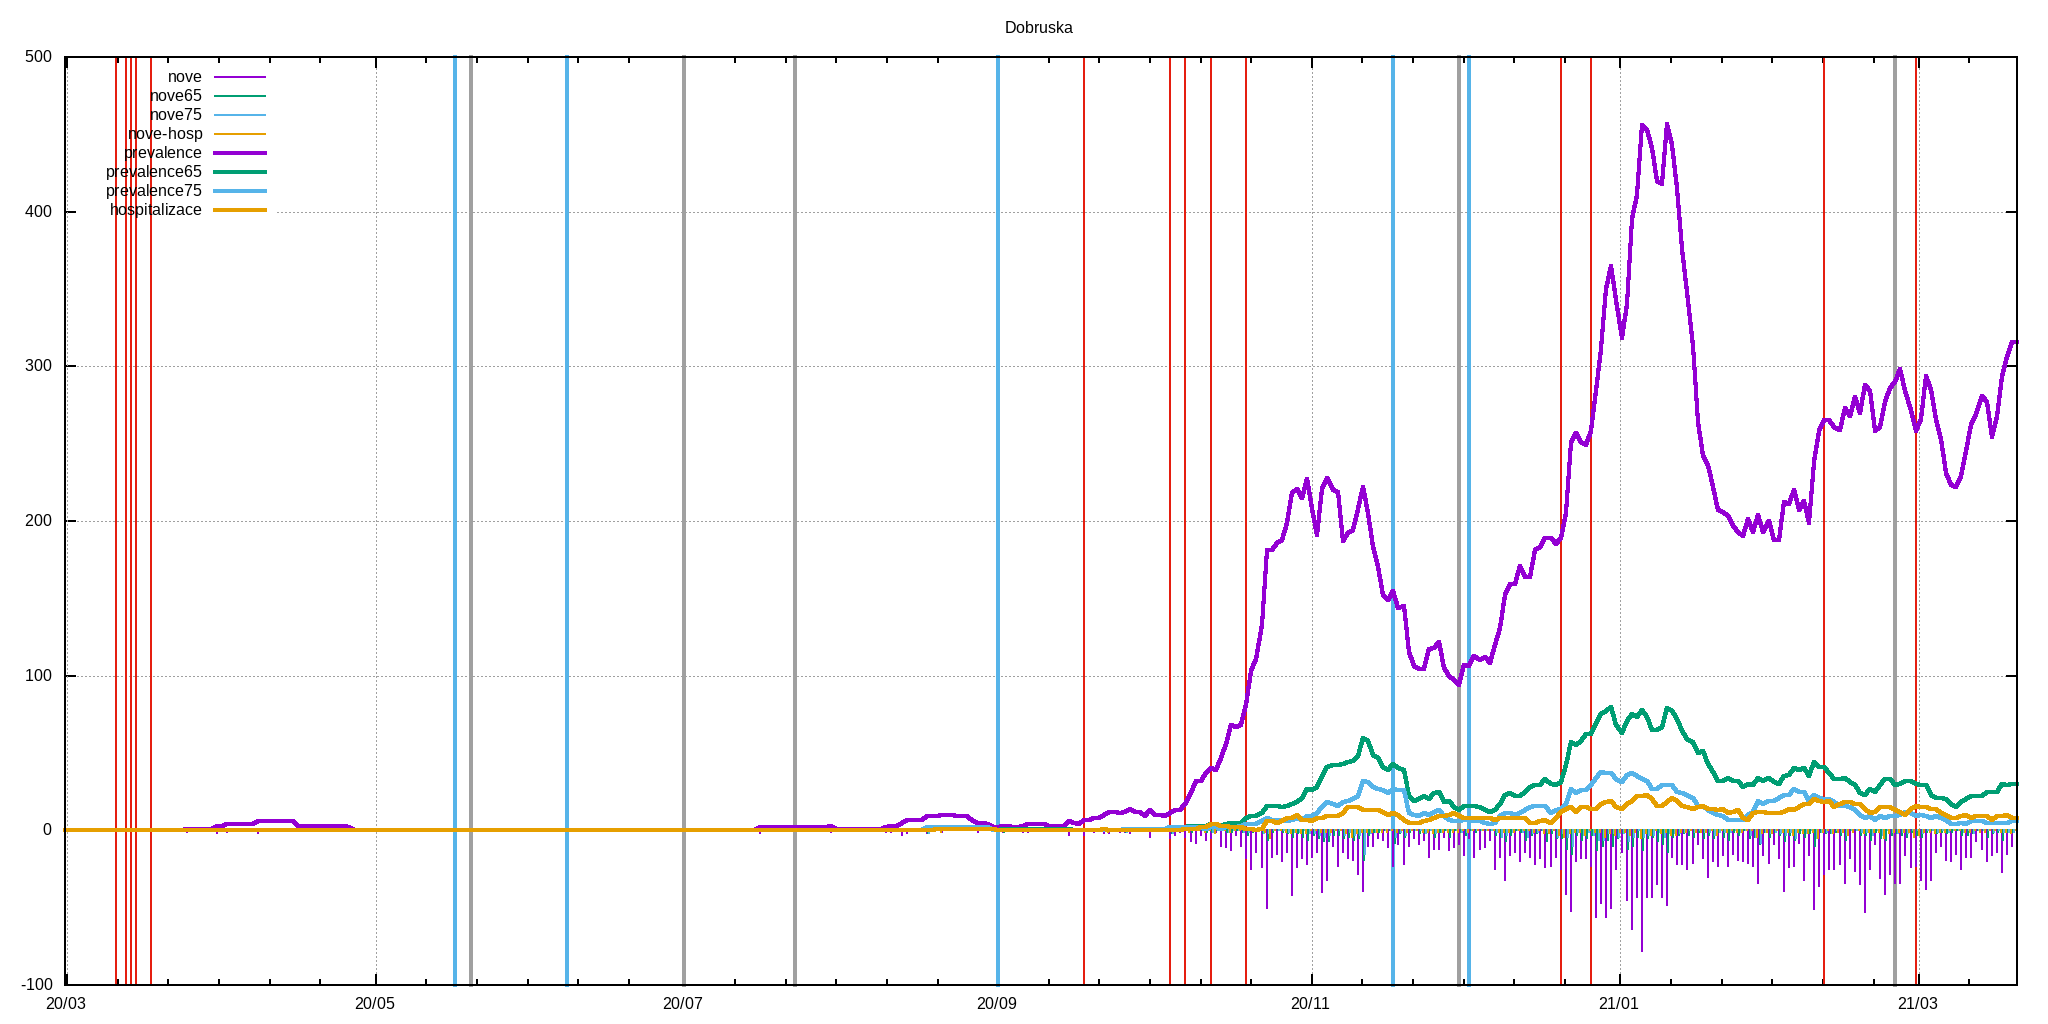 Dobruska
500
nove
nove65
nove75
nove-hosp
prevalence
prevalence65
prevalence75
hospitalizace
400
300
200
100
0
-100
20/03 20/05 20/07 20/09 20/11 21/01 21/03